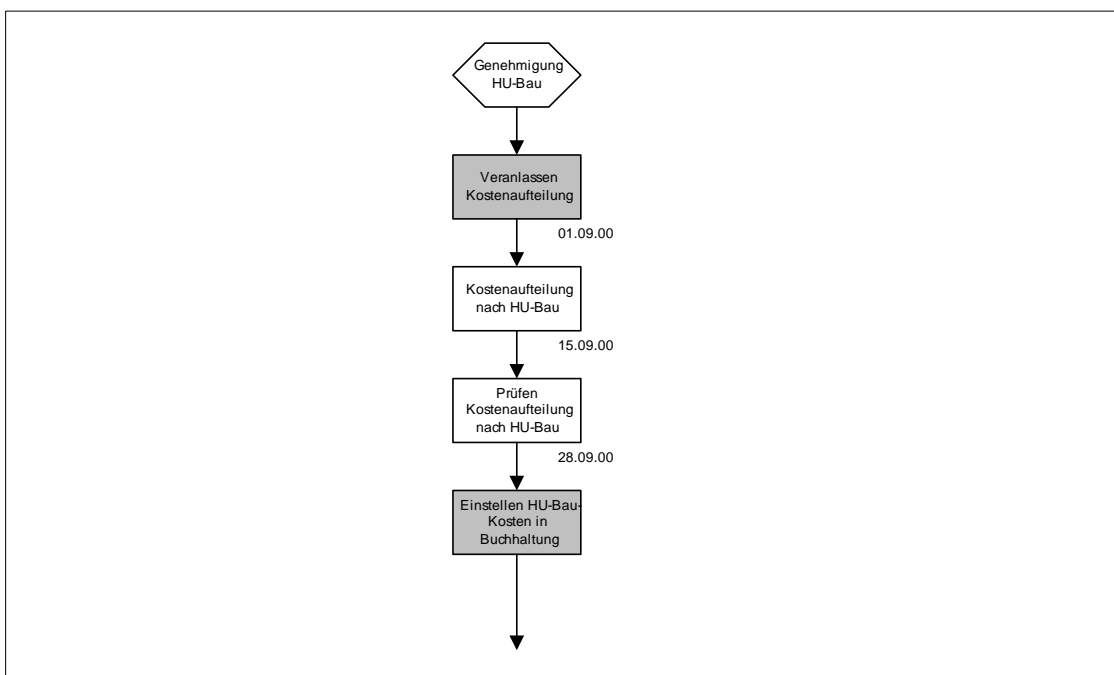 Genehmigung
HU-Bau
Veranlassen
Kostenaufteilung
01.09.00
Kostenaufteilung
nach HU-Bau
15.09.00
Prüfen
Kostenaufteilung
nach HU-Bau
28.09.00
Einstellen HU-Bau-
Kosten in
Buchhaltung